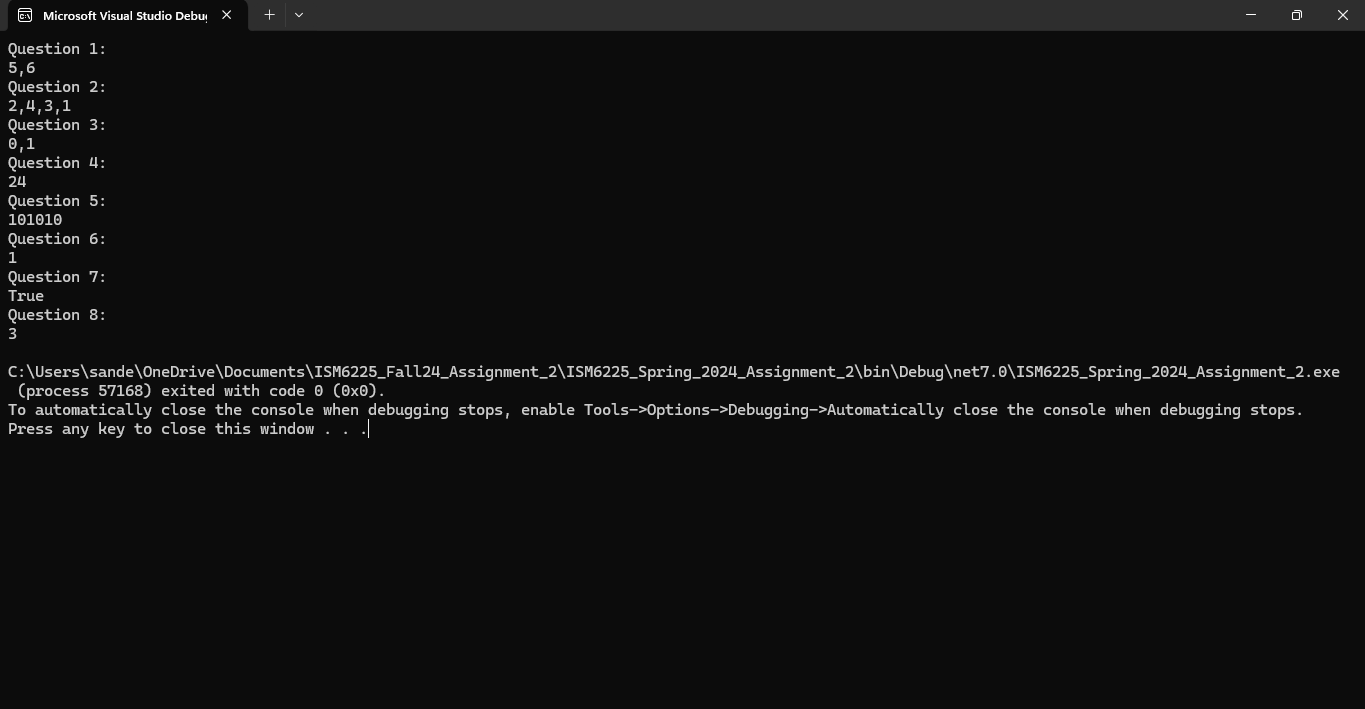 Microsoft Visual Studio Debu
Question 1:
5,6
Question 2:
2,4,3,1
Question 3:
0,1
Question 4:
24
Question 5:
101010
Question 6:
1
Question 7:
True
Question 8:
3
C:\Users\sande\OneDrive\Documents\ISM6225_Fall24_Assignment_2\ISM6225_Spring_2024_Assignment_2\bin\Debug\net7.0\ISM6225_Spring_2024_Assignment_2.exe
(process 57168) exited with code 0 (0x0).
To automatically close the console when debugging stops, enable Tools->Options->Debugging->Automatically close the console when debugging stops.
Press any key to close this window . . .